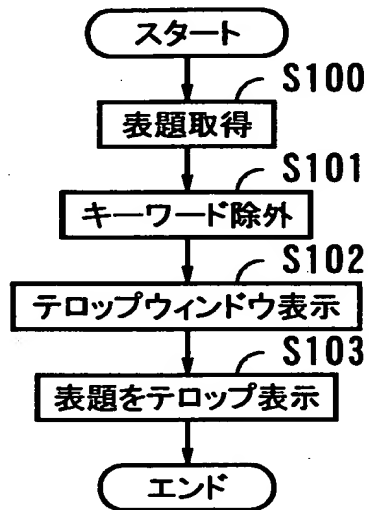 スタート
S100
表題取得
S101
キーワード除外
S102
テロップウィンドウ表示
S103
表題をテロップ表示
エンド